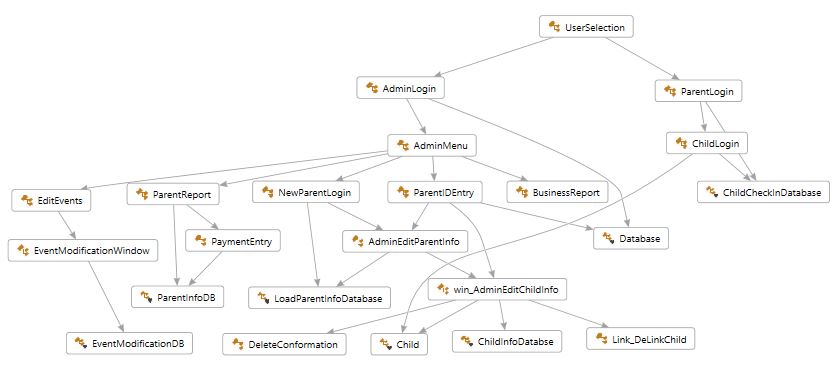 UserSelection
AdminLogin
ParentLogin
AdminMenu
ChildLogin
EditEvents
ParentReport
NewParentLogin
ParentIDEntry
BusinessReport
ChildCheckInDatabase
EventModificationWindow
PaymentEntry
AdminEditParentInfo
Database
ParentInfoDB
LoadParentInfoDatabase
win_AdminEditChildInfo
EventModificationDB
DeleteConformation
Child
ChildInfoDatabse
Link_DeLinkChild